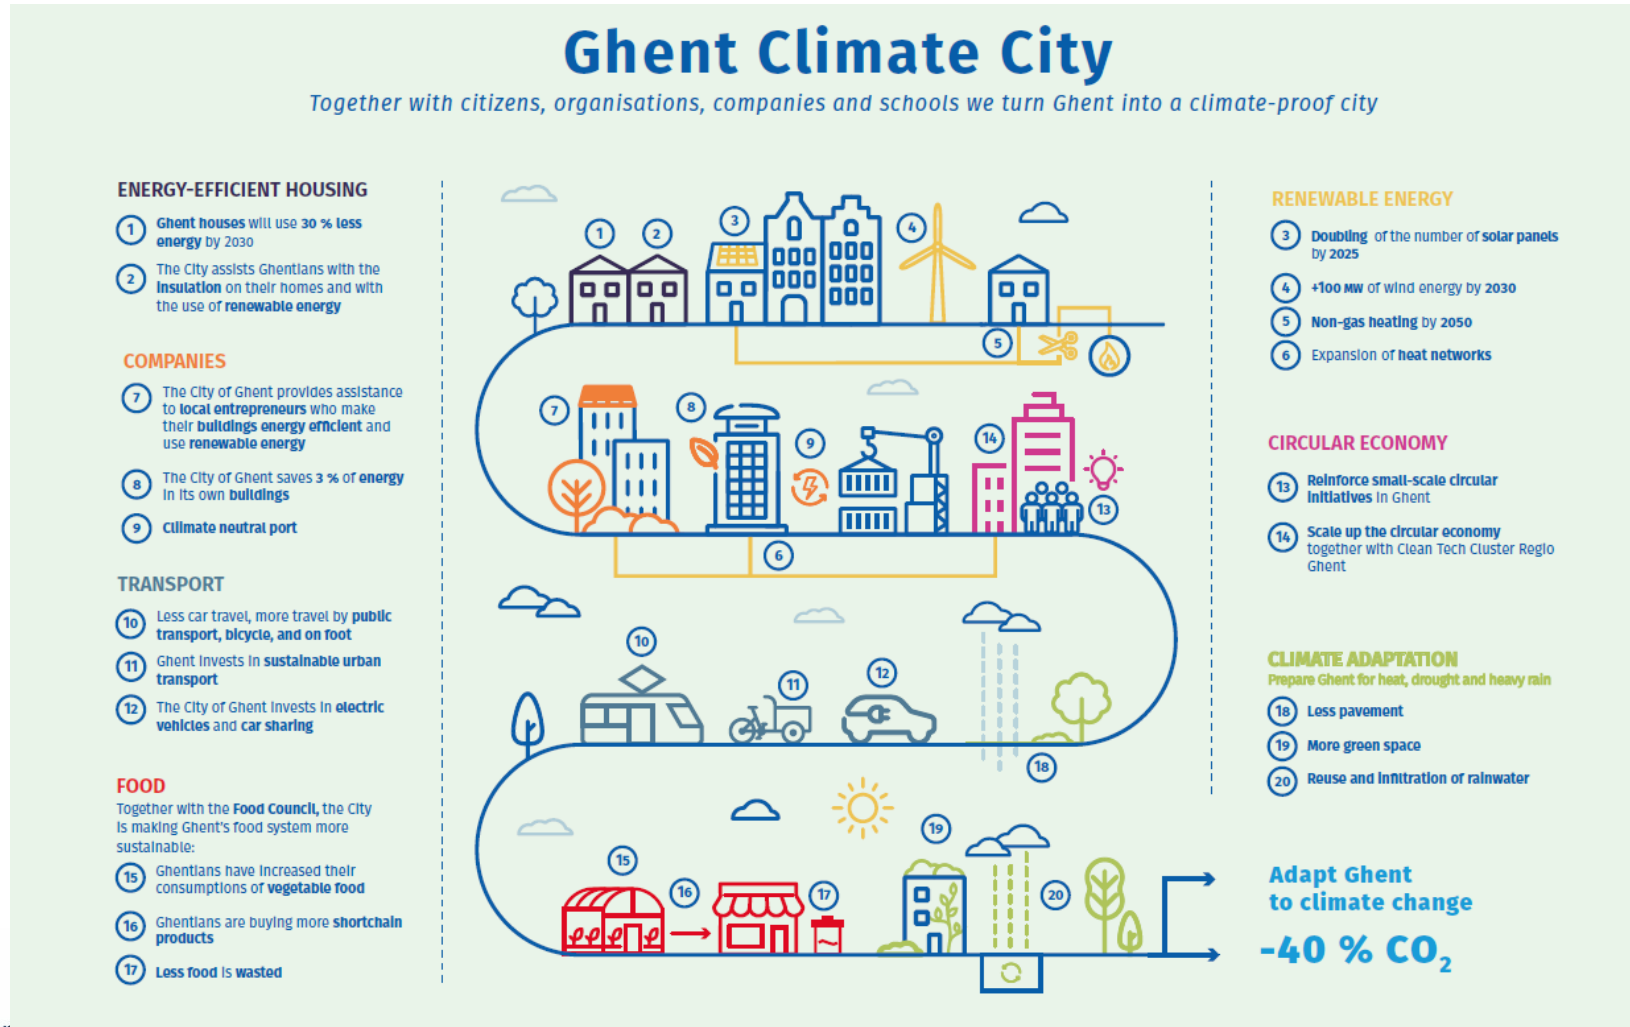 Ghent Climate City
Together with citizens, organisations, companies and schools we turn Ghent into a climate-proof city
ENERGY-EFFICIENT HOUSING
1 Ghent houses will use 30 % less
energy by 2030
2 The City assists Ghentians with the
insulation on their homes and with
the use of renewable energy
COMPANIES
7 The City of Ghent provides assistance
to local entrepreneurs who make
their buildings energy efficient and
use renewable energy
8 The City of Ghent saves 3 % of energy
in its own buildings
9 Climate neutral port
TRANSPORT
10 Less car travel, more travel by public
transport, bicycle, and on foot
11 Ghent invests in sustainable urban
transport
12 The City of Ghent invests in electric
vehicles and car sharing
FOOD
Together with the Food Council, the City
is making Ghent's food system more
sustainable:
15 Ghentians have increased their
consumptions of vegetable food
16 Ghentians are buying more shortchain
products
17 Less food is wasted
1
2
3
4
5
7
8
9
14
13
6
10
11
12
18
15
16
17
19
20
RENEWABLE ENERGY
3 Doubling of the number of solar panels
by 2025
4 +100 MW of wind energy by 2030
5 Non-gas heating by 2050
6 Expansion of heat networks
CIRCULAR ECONOMY
13 Reinforce small-scale circular
initiatives in Ghent
14 Scale up the circular economy
together with Clean Tech Cluster Regio
Ghent
CLIMATE ADAPTATION
Prepare Ghent for heat, drought and heavy rain
18 Less pavement
19 More green space
20 Reuse and infiltration of rainwater
Adapt Ghent
to climate change
-40 % CO₂